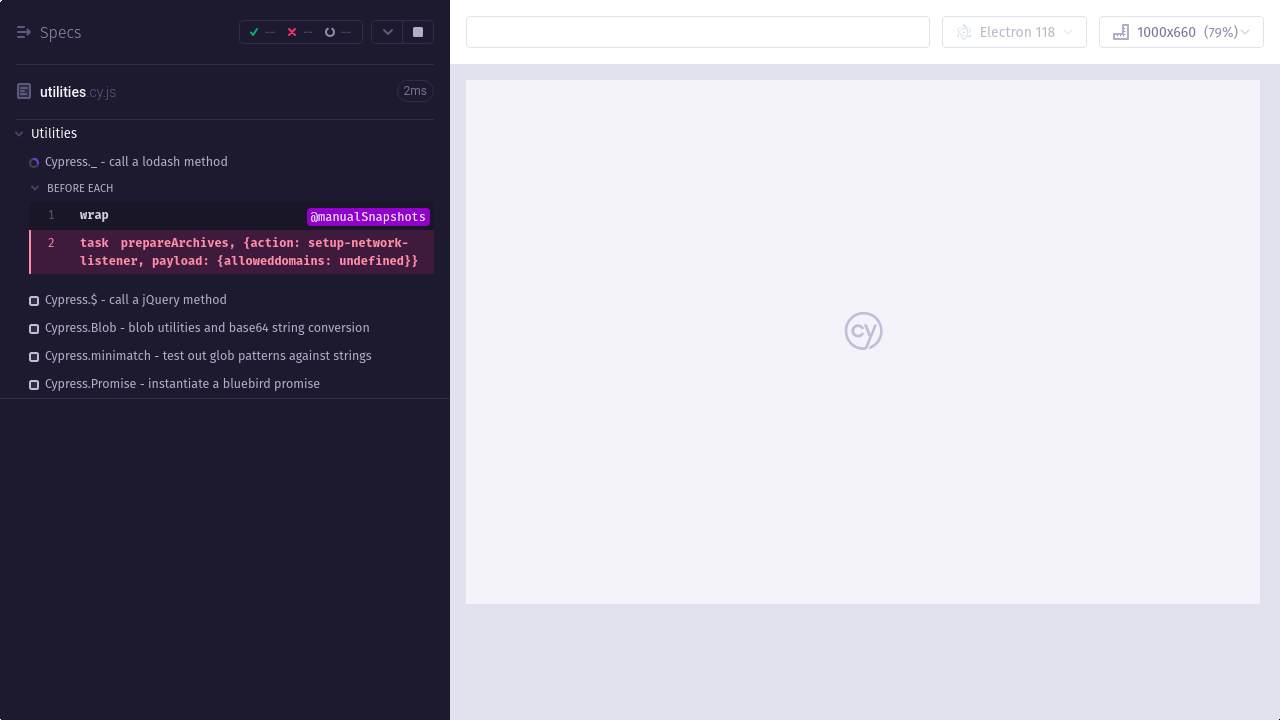 Specs
--
--
--
utilities.cy.js
2ms
Utilities
Cypress._ - call a lodash method
BEFORE EACH
1 wrap @manualSnapshots
2 task prepareArchives, {action: setup-network-
listener, payload: {alloweddomains: undefined}}
Cypress.$ - call a jQuery method
Cypress.Blob - blob utilities and base64 string conversion
Cypress.minimatch - test out glob patterns against strings
Cypress.Promise - instantiate a bluebird promise
Electron 118
1000x660 (79%)
cy